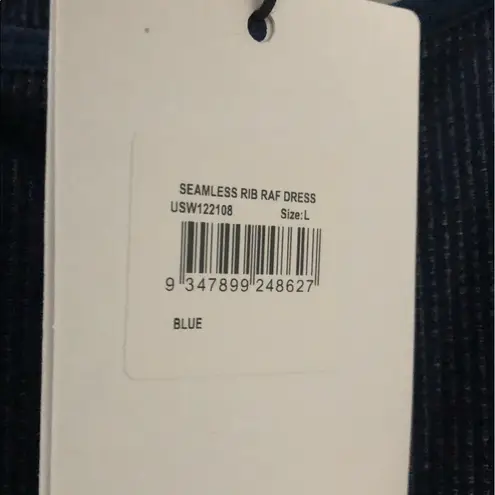 SEAMLESS RIB RAF DRESS
USW122108 Size:L
9 347899 248627
BLUE